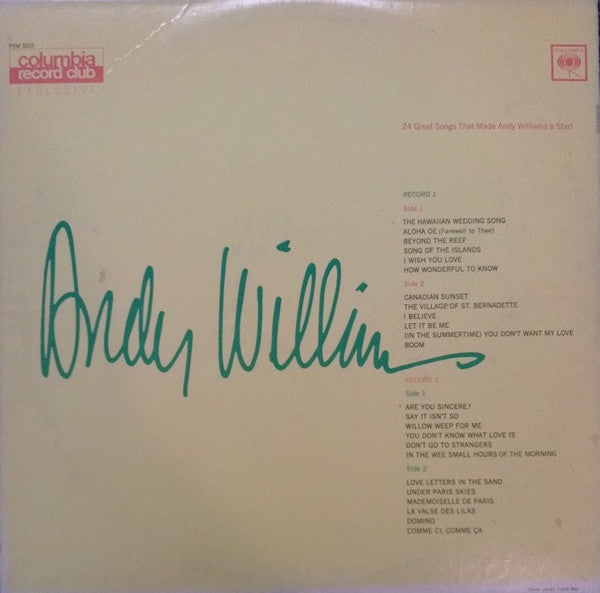 P2M 5033
columbia
record club
EXCLUSIVE
COLUMBIA
24 Great Songs That Made Andy Williams a Star!
RECORD 1
Side 1
THE HAWAIIAN WEDDING SONG
ALOHA OE (Farewell to Thee)
BEYOND THE REEF
SONG OF THE ISLANDS
I WISH YOU LOVE
HOW WONDERFUL TO KNOW
Side 2
CANADIAN SUNSET
THE VILLAGE OF ST. BERNADETTE
I BELIEVE
LET IT BE ME
(IN THE SUMMERTIME) YOU DON'T WANT MY LOVE
BOOM
Andy Williams
RECORD 2
Side 1
* ARE YOU SINCERE?
SAY IT ISN'T SO
WILLOW WEEP FOR ME
YOU DON'T KNOW WHAT LOVE IS
DON'T GO TO STRANGERS
IN THE WEE SMALL HOURS OF THE MORNING
Side 2
LOVE LETTERS IN THE SAND
UNDER PARIS SKIES
MADEMOISELLE DE PARIS
LA VALSE DES LILAS
DOMINO
COMME CI, COMME ÇA
Cover photo: Frank Bez